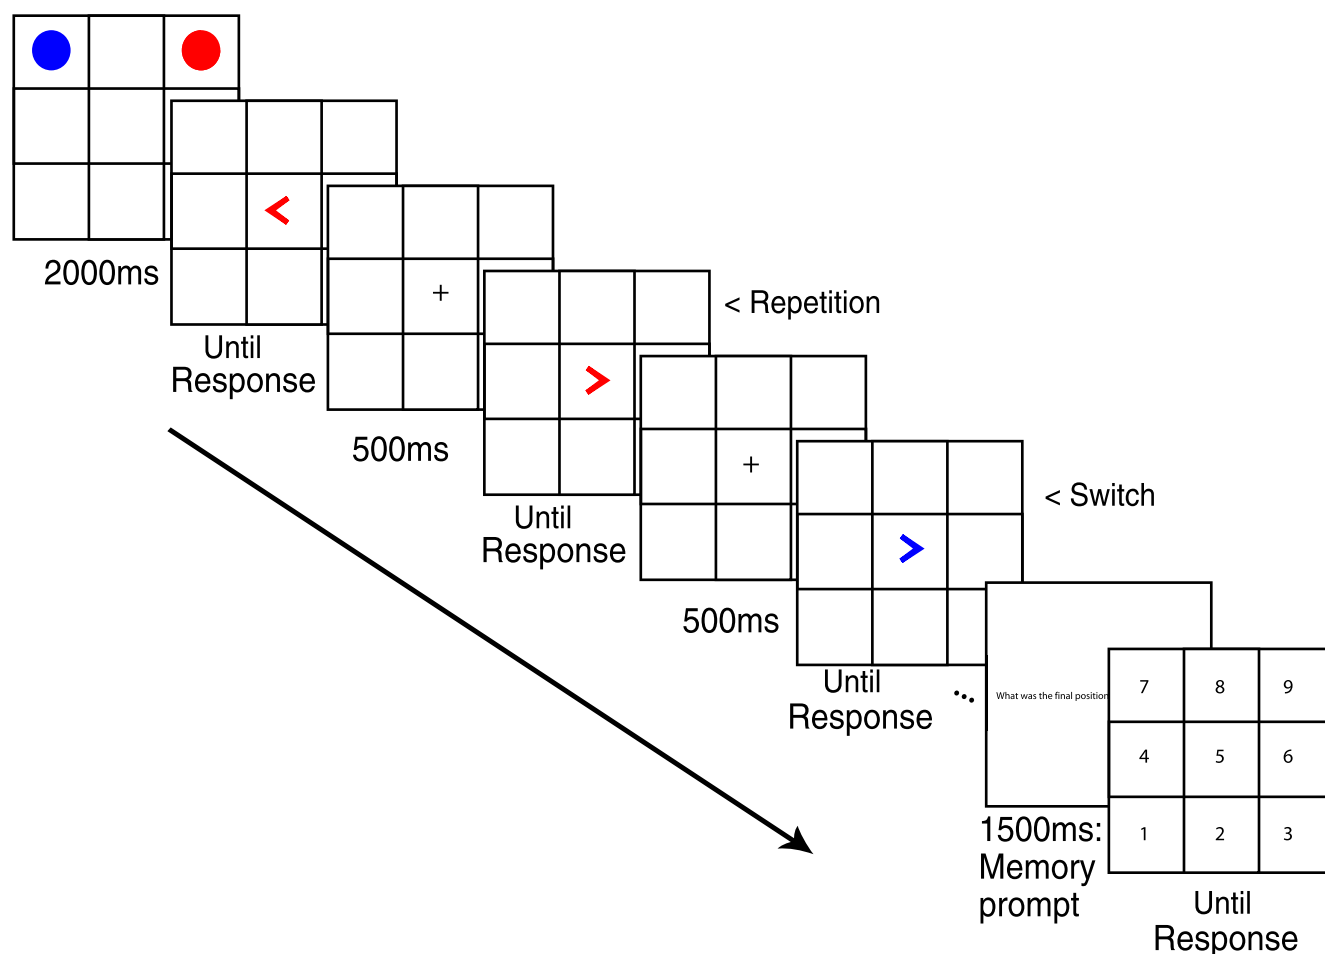 2000ms
<
Until
Response
+
500ms
>
< Repetition
Until
Response
+
500ms
>
< Switch
Until
Response
...
What was the final position
1500ms:
Memory
prompt
7 8 9
4 5 6
1 2 3
Until
Response